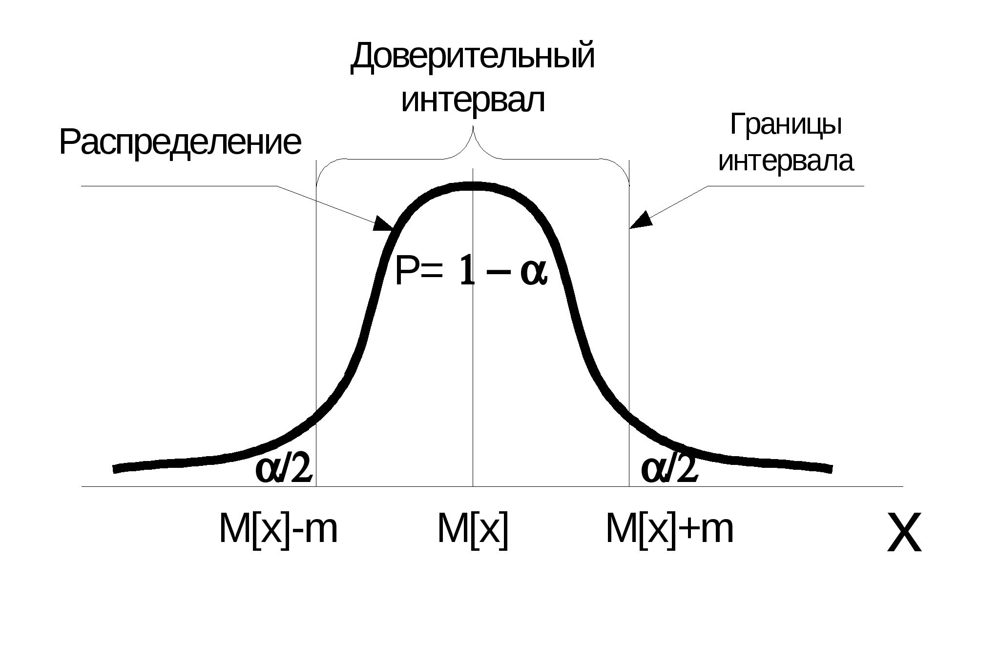 Доверительный
интервал
Распределение
Границы
интервала
P= 1 – α
α/2
α/2
M[x]-m
M[x]
M[x]+m
X